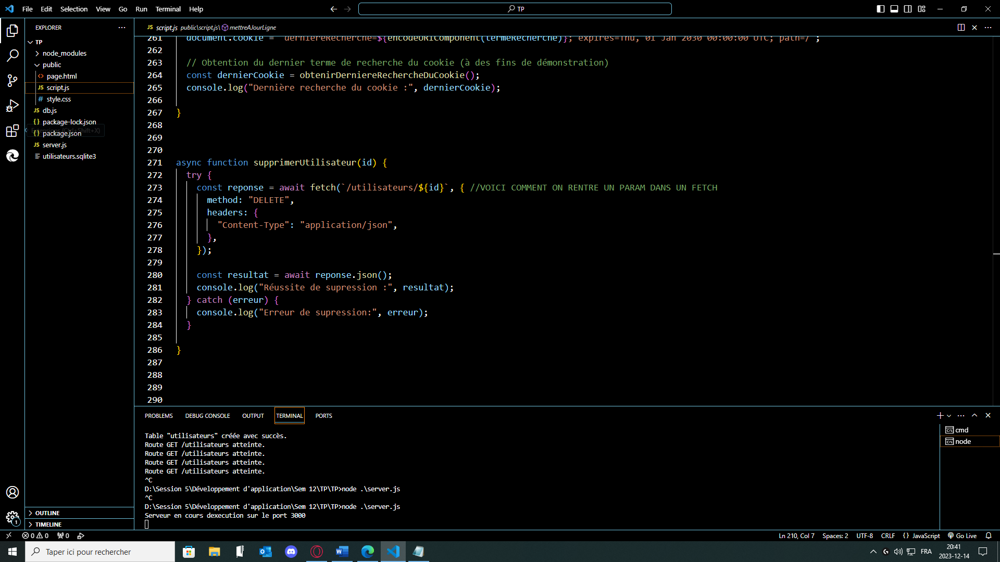 File Edit Selection View Go Run Terminal Help
TP
EXPLORER
TP
node_modules
public
page.html
JS script.js
# style.css
JS db.js
{} package-lock.json
{} package.json
JS server.js
utilisateurs.sqlite3
OUTLINE
TIMELINE
JS script.js public\script.js\ mettreAJourLigne
261 document.cookie = `derniereRecherche=${encodeURIComponent(termeRecherche)}; expires=Thu, 01 Jan 2030 00:00:00 UTC; path=/`;
262
263 // Obtention du dernier terme de recherche du cookie (à des fins de démonstration)
264 const dernierCookie = obtenirDerniereRechercheDuCookie();
265 console.log("Dernière recherche du cookie :", dernierCookie);
266
267 }
268
269
270
271 async function supprimerUtilisateur(id) {
272 try {
273 const reponse = await fetch(`/utilisateurs/${id}`, { //VOICI COMMENT ON RENTRE UN PARAM DANS UN FETCH
274 method: "DELETE",
275 headers: {
276 "Content-Type": "application/json",
277 },
278 });
279
280 const resultat = await reponse.json();
281 console.log("Réussite de supression :", resultat);
282 } catch (erreur) {
283 console.log("Erreur de supression:", erreur);
284 }
285
286 }
287
288
289
290
PROBLEMS DEBUG CONSOLE OUTPUT TERMINAL PORTS
Table "utilisateurs" créée avec succès.
Route GET /utilisateurs atteinte.
Route GET /utilisateurs atteinte.
Route GET /utilisateurs atteinte.
Route GET /utilisateurs atteinte.
^C
D:\Session 5\Développement d'application\Sem 12\TP\TP>node .\server.js
^C
D:\Session 5\Développement d'application\Sem 12\TP\TP>node .\server.js
Serveur en cours dexecution sur le port 3000
cmd
node
1
0 0 0
Ln 210, Col 7 Spaces: 2 UTF-8 CRLF {} JavaScript Go Live
Taper ici pour rechercher
FRA
20:41
2023-12-14